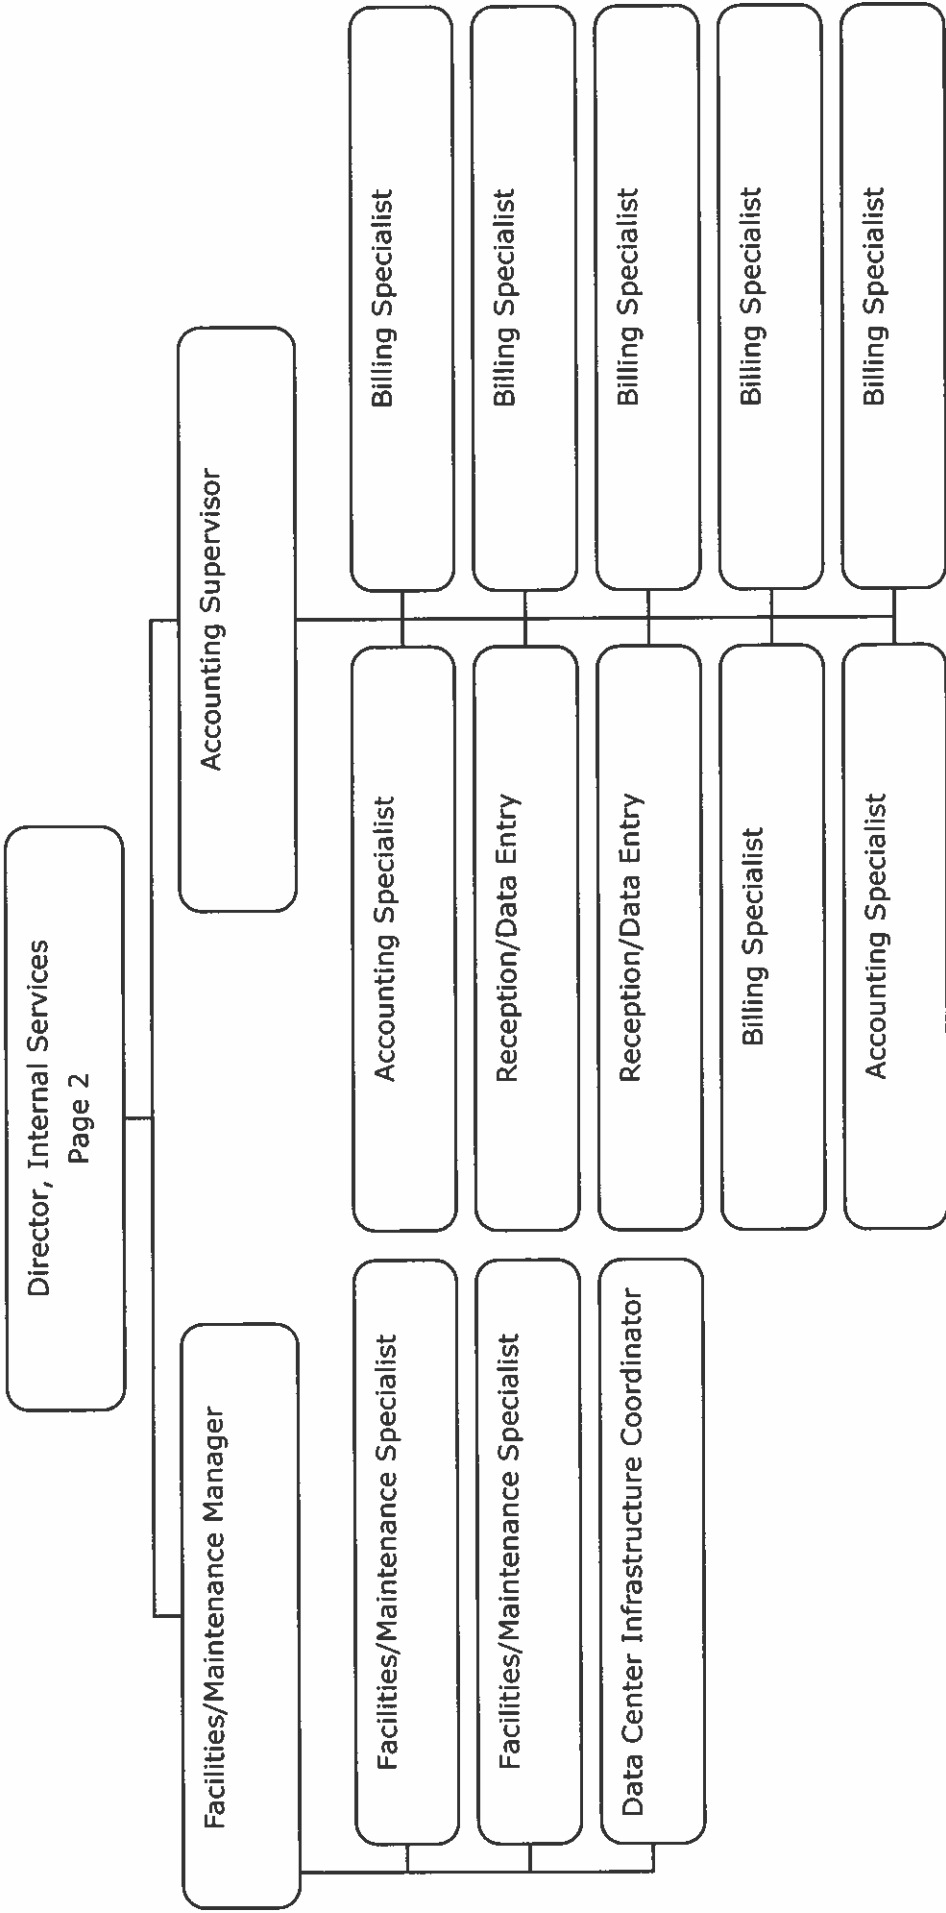 Director, Internal Services
Page 2
Facilities/Maintenance Manager
Accounting Supervisor
Facilities/Maintenance Specialist
Accounting Specialist
Billing Specialist
Facilities/Maintenance Specialist
Reception/Data Entry
Billing Specialist
Data Center Infrastructure Coordinator
Reception/Data Entry
Billing Specialist
Billing Specialist
Billing Specialist
Accounting Specialist
Billing Specialist